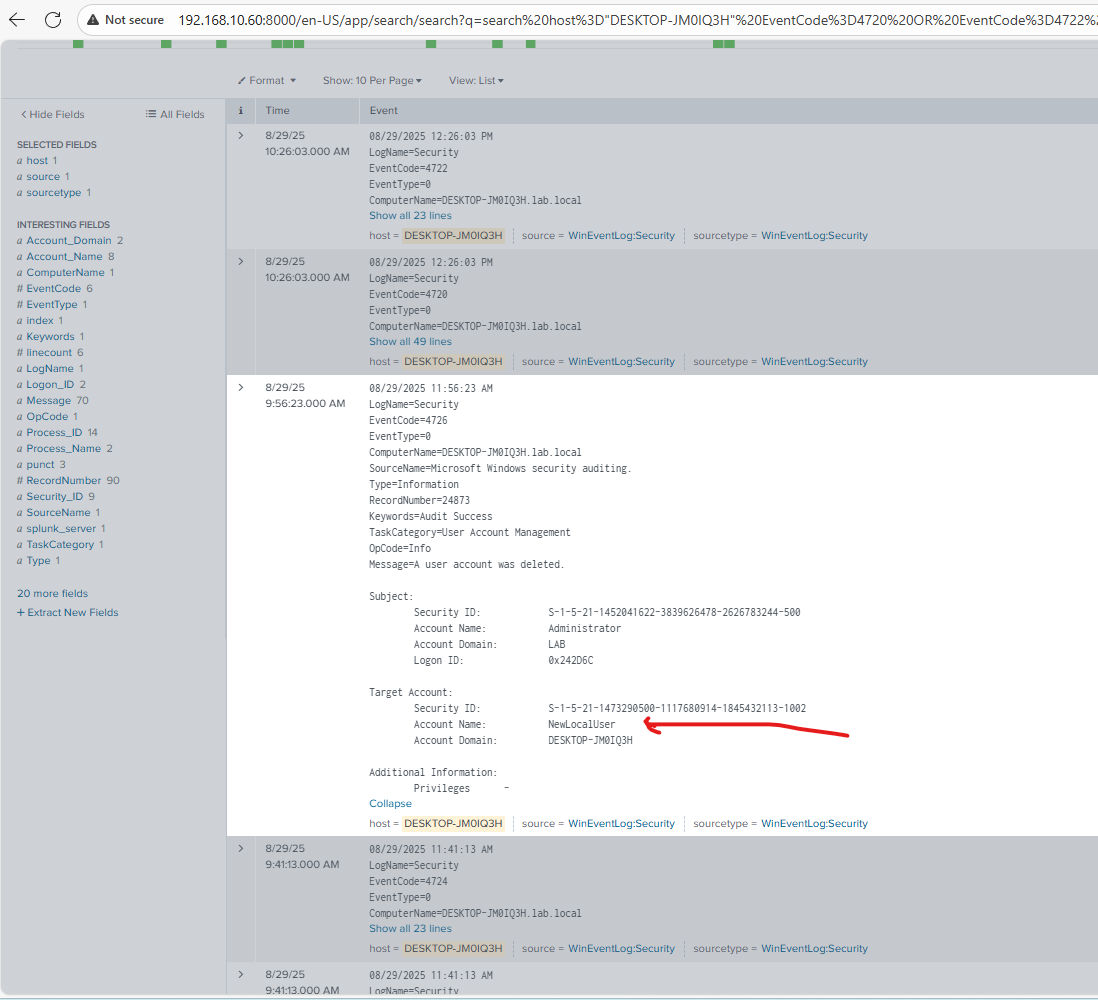 Not secure 192.168.10.60:8000/en-US/app/search/search?q=search%20host%3D"DESKTOP-JM0IQ3H"%20EventCode%3D4720%20OR%20EventCode%3D4722%2
Format Show: 10 Per Page View: List
Hide Fields All Fields
SELECTED FIELDS
a host 1
a source 1
a sourcetype 1
INTERESTING FIELDS
a Account_Domain 2
a Account_Name 8
a ComputerName 1
# EventCode 6
# EventType 1
a index 1
a Keywords 1
# linecount 6
a LogName 1
a Logon_ID 2
a Message 70
a OpCode 1
a Process_ID 14
a Process_Name 2
a punct 3
# RecordNumber 90
a Security_ID 9
a SourceName 1
a splunk_server 1
a TaskCategory 1
a Type 1
20 more fields
+ Extract New Fields
i Time Event
8/29/25
10:26:03.000 AM
08/29/2025 12:26:03 PM
LogName=Security
EventCode=4722
EventType=0
ComputerName=DESKTOP-JM0IQ3H.lab.local
Show all 23 lines
host = DESKTOP-JM0IQ3H source = WinEventLog:Security sourcetype = WinEventLog:Security
8/29/25
10:26:03.000 AM
08/29/2025 12:26:03 PM
LogName=Security
EventCode=4720
EventType=0
ComputerName=DESKTOP-JM0IQ3H.lab.local
Show all 49 lines
host = DESKTOP-JM0IQ3H source = WinEventLog:Security sourcetype = WinEventLog:Security
8/29/25
9:56:23.000 AM
08/29/2025 11:56:23 AM
LogName=Security
EventCode=4726
EventType=0
ComputerName=DESKTOP-JM0IQ3H.lab.local
SourceName=Microsoft Windows security auditing.
Type=Information
RecordNumber=24873
Keywords=Audit Success
TaskCategory=User Account Management
OpCode=Info
Message=A user account was deleted.
Subject:
Security ID: S-1-5-21-1452041622-3839626478-2626783244-500
Account Name: Administrator
Account Domain: LAB
Logon ID: 0x242D6C
Target Account:
Security ID: S-1-5-21-1473290500-1117680914-1845432113-1002
Account Name: NewLocalUser
Account Domain: DESKTOP-JM0IQ3H
Additional Information:
Privileges -
Collapse
host = DESKTOP-JM0IQ3H source = WinEventLog:Security sourcetype = WinEventLog:Security
8/29/25
9:41:13.000 AM
08/29/2025 11:41:13 AM
LogName=Security
EventCode=4724
EventType=0
ComputerName=DESKTOP-JM0IQ3H.lab.local
Show all 23 lines
host = DESKTOP-JM0IQ3H source = WinEventLog:Security sourcetype = WinEventLog:Security
8/29/25
9:41:13.000 AM
08/29/2025 11:41:13 AM
LogName=Security